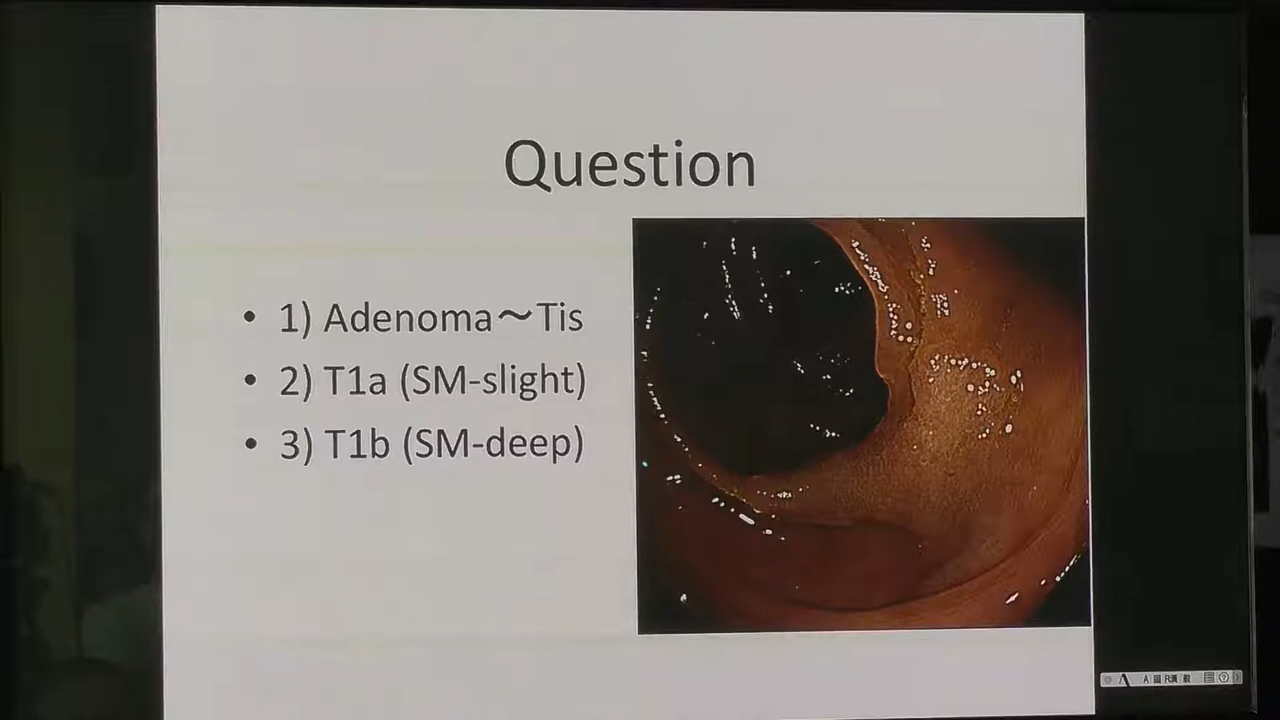 Question
• 1) Adenoma～Tis
• 2) T1a (SM-slight)
• 3) T1b (SM-deep)